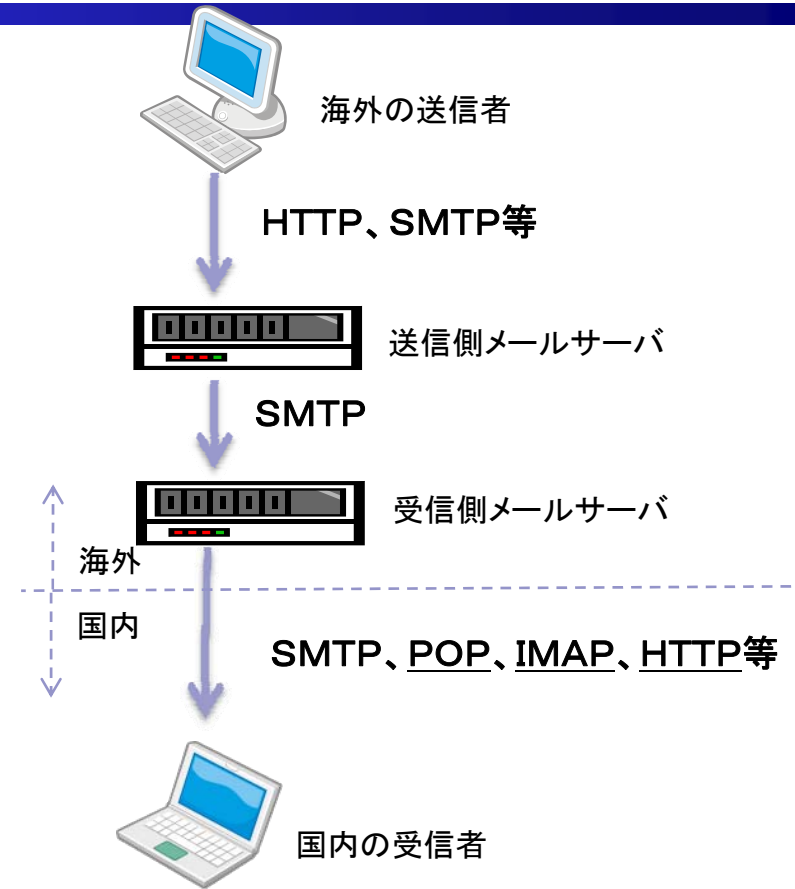 海外の送信者
HTTP、SMTP等
送信側メールサーバ
SMTP
受信側メールサーバ
海外
国内
SMTP、POP、IMAP、HTTP等
国内の受信者